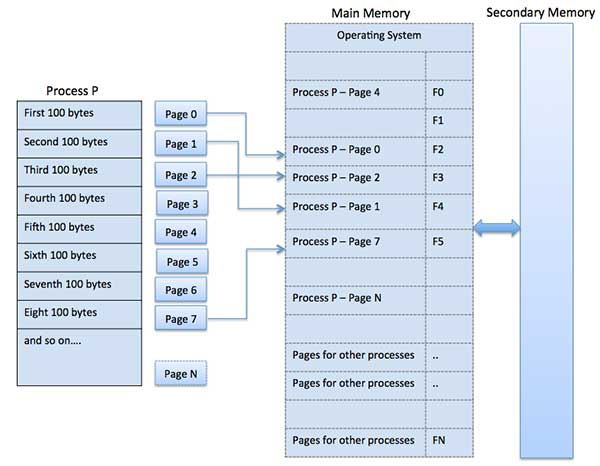 Main Memory
Secondary Memory
Operating System
Process P
First 100 bytes
Second 100 bytes
Third 100 bytes
Fourth 100 bytes
Fifth 100 bytes
Sixth 100 bytes
Seventh 100 bytes
Eight 100 bytes
and so on....
Page 0
Page 1
Page 2
Page 3
Page 4
Page 5
Page 6
Page 7
Page N
Process P – Page 4 F0
F1
Process P – Page 0 F2
Process P – Page 2 F3
Process P – Page 1 F4
Process P – Page 7 F5
Process P – Page N
Pages for other processes ..
Pages for other processes ..
Pages for other processes FN